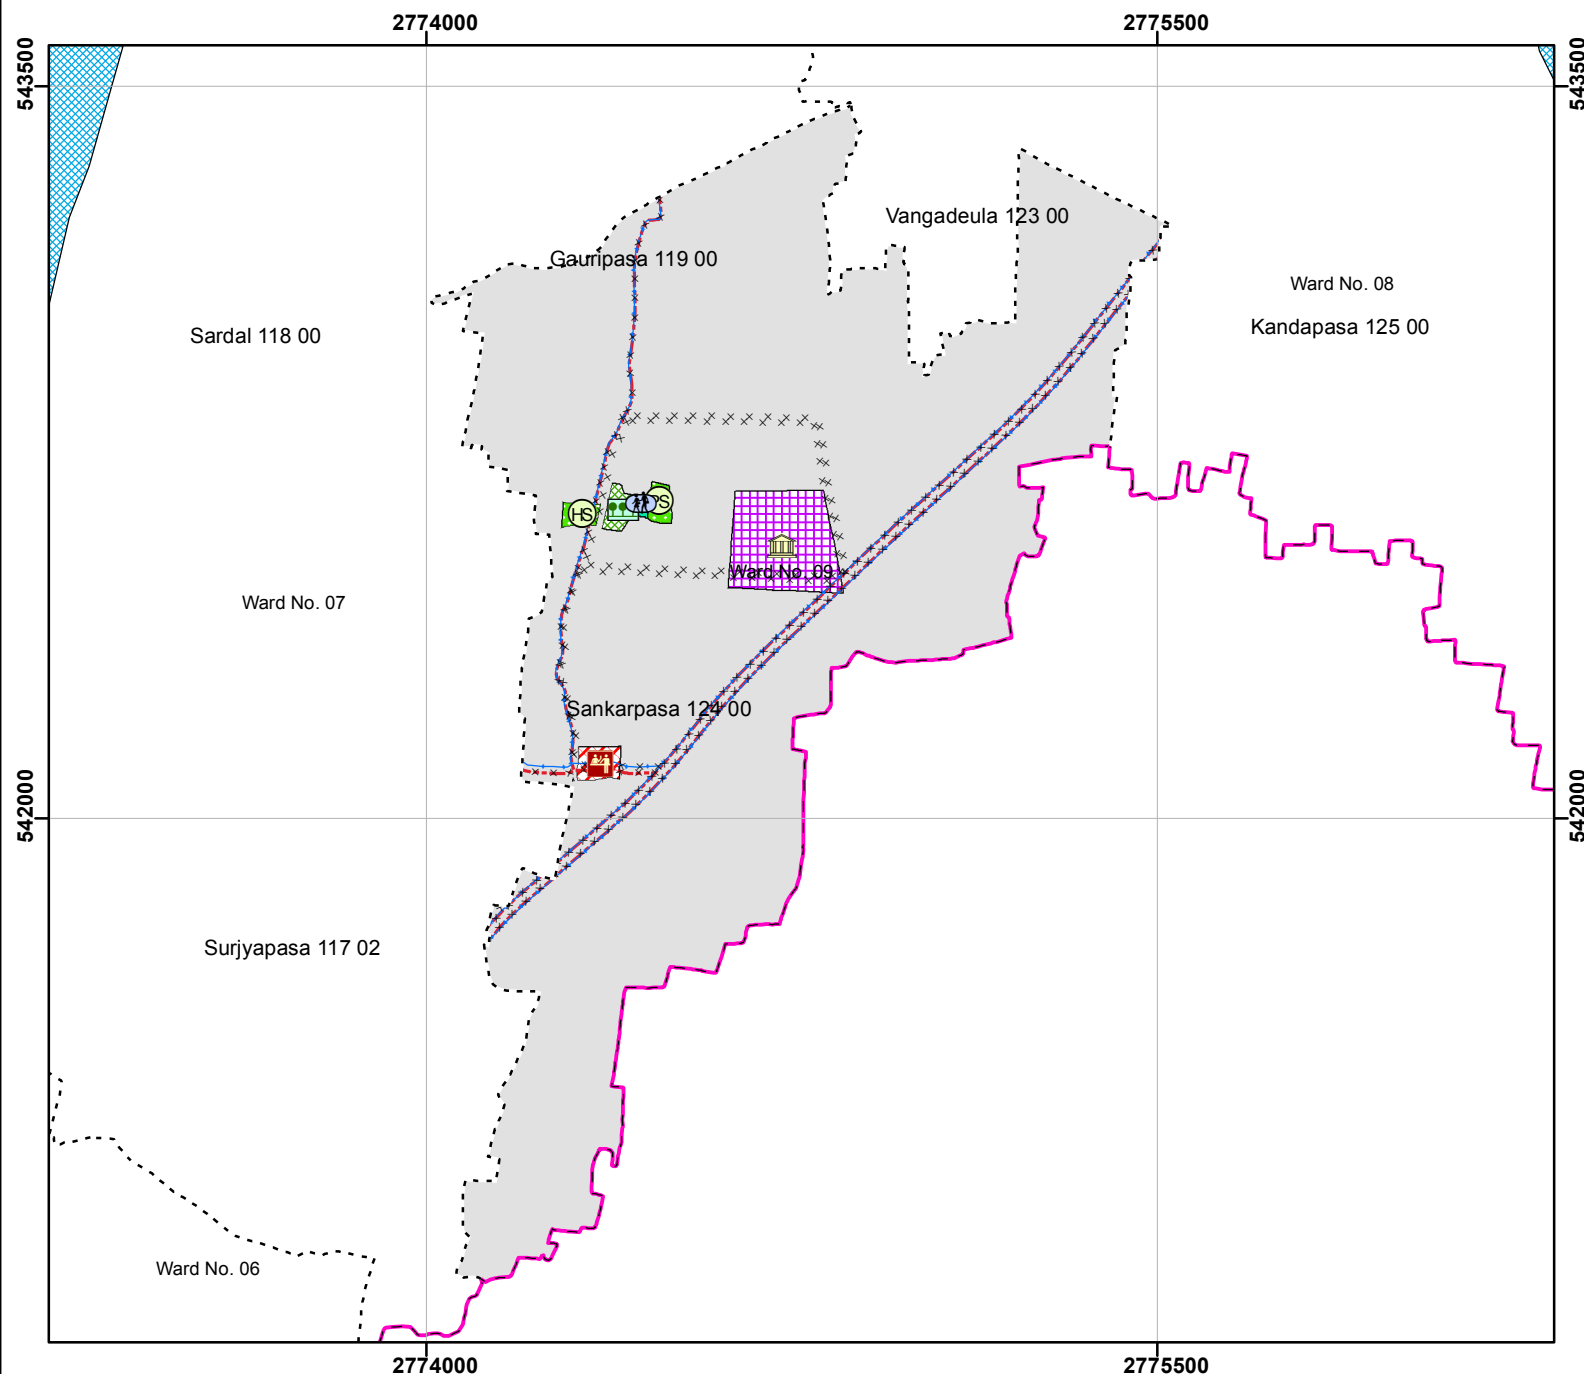 2774000 2775500
543500 543500
Vangadeula 123 00
Gauripasa 119 00
Ward No. 08
Sardal 118 00
Kandapasa 125 00
HS PS
Ward No. 09
Ward No. 07
Sankarpasa 124 00
542000 542000
Surjyapasa 117 02
Ward No. 06
2774000 2775500